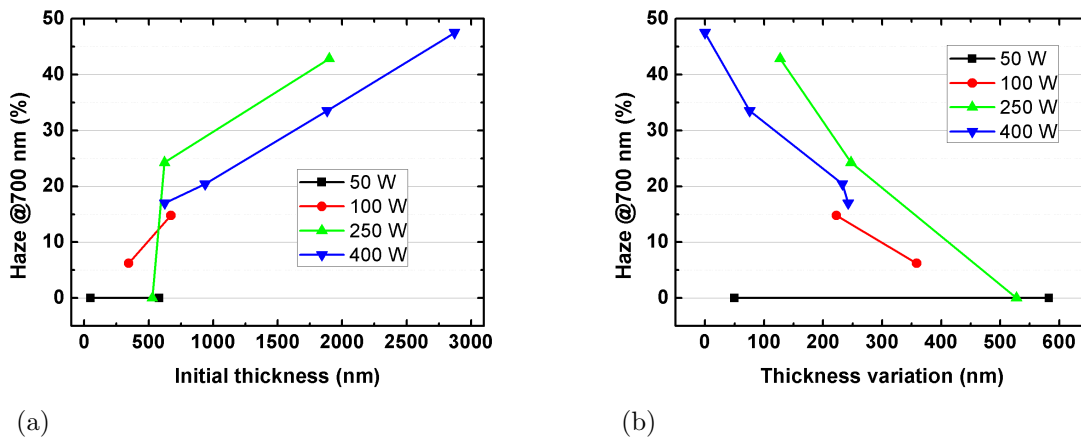 50
40
30
20
10
0
Haze @700 nm (%)
50 W
100 W
250 W
400 W
0 500 1000 1500 2000 2500 3000
Initial thickness (nm)
(a)
50
40
30
20
10
0
Haze @700 nm (%)
50 W
100 W
250 W
400 W
0 100 200 300 400 500 600
Thickness variation (nm)
(b)